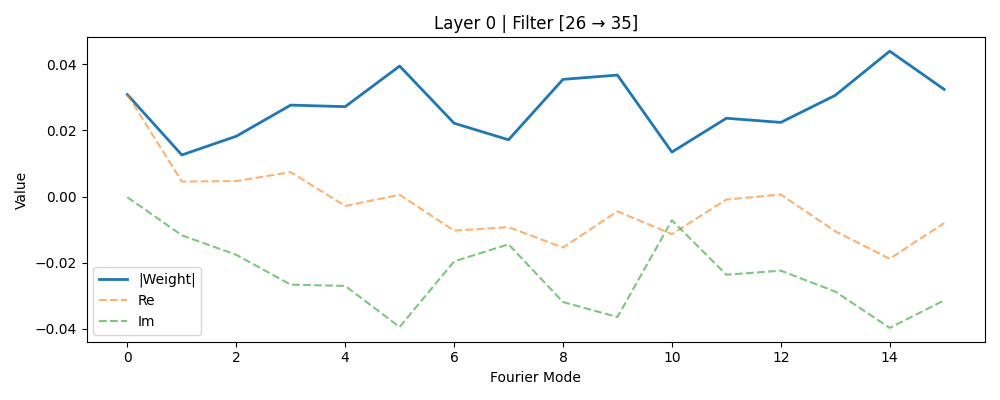 Layer 0 | Filter [26 → 35]
0.04
0.02
0.00
−0.02
−0.04
Value
|Weight|
Re
Im
0 2 4 6 8 10 12 14
Fourier Mode